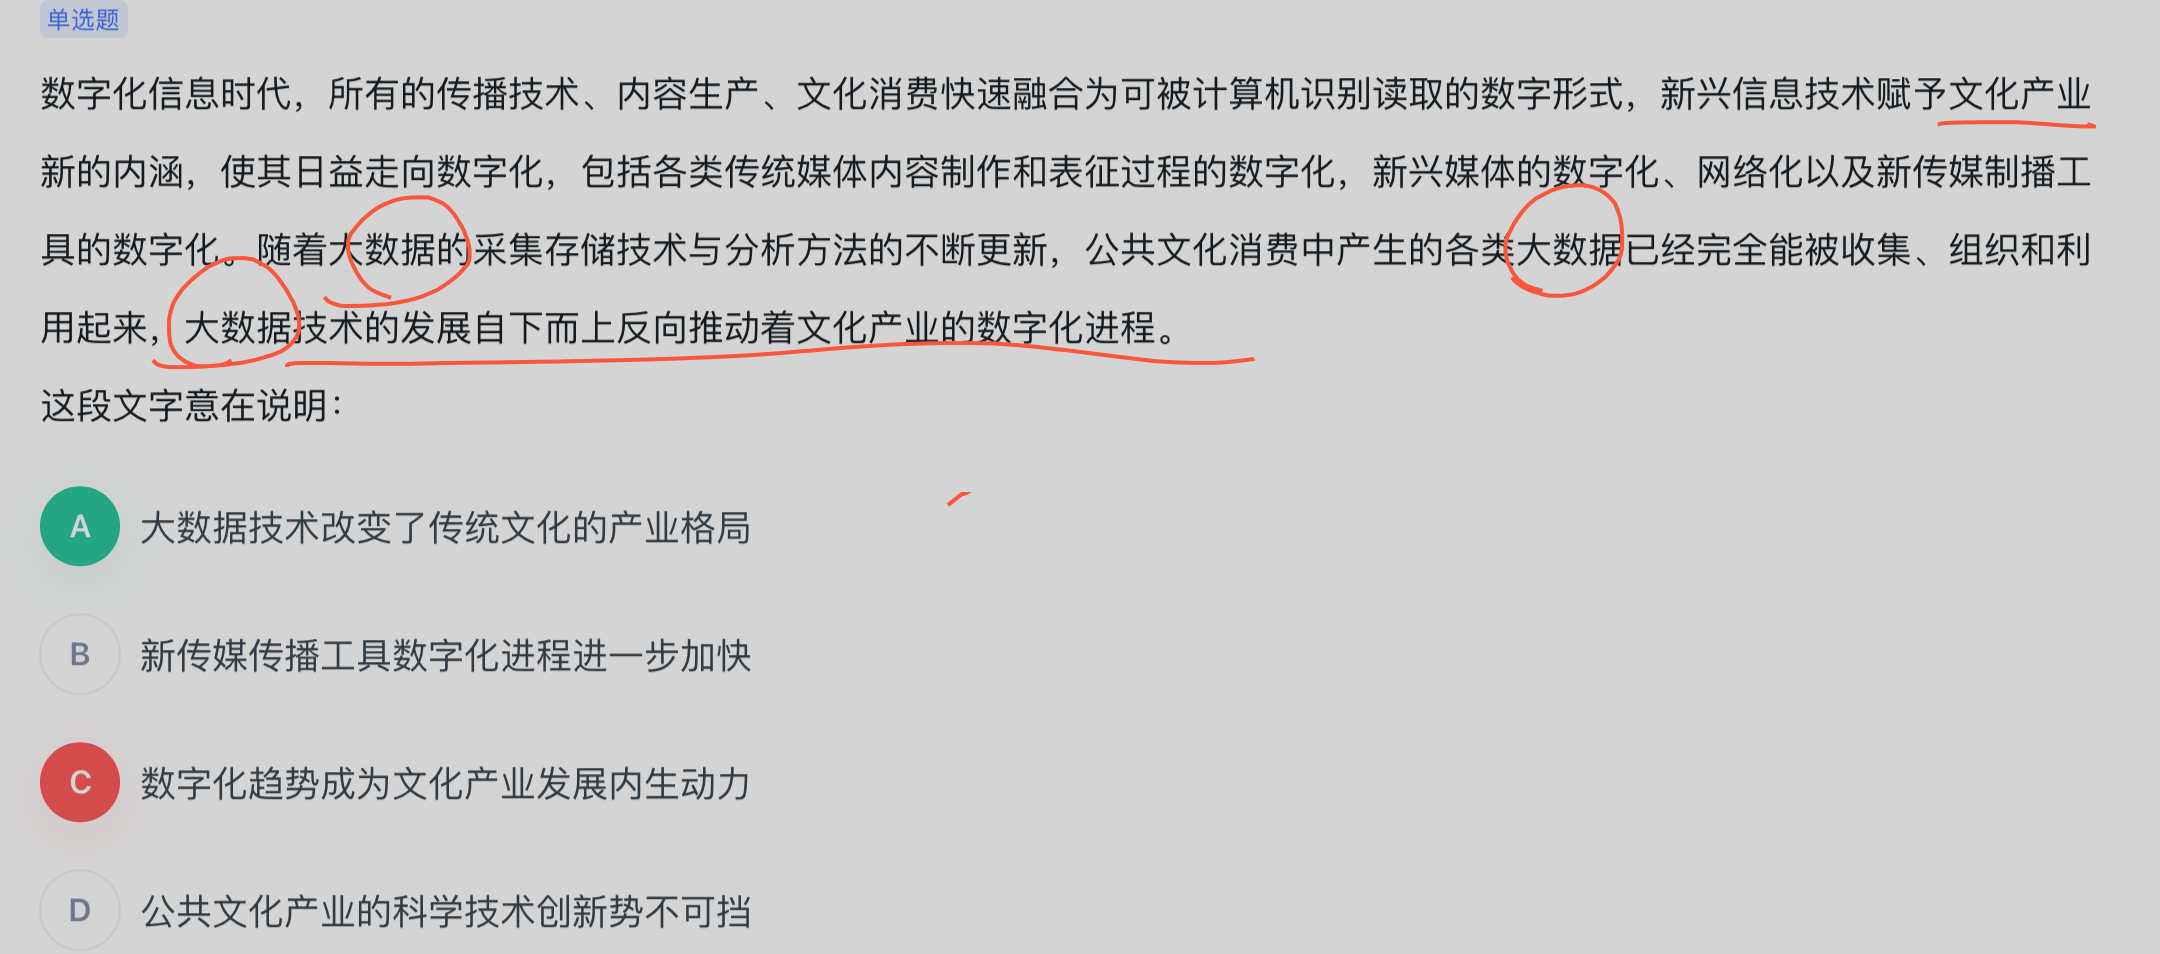 单选题
数字化信息时代，所有的传播技术、内容生产、文化消费快速融合为可被计算机识别读取的数字形式，新兴信息技术赋予文化产业
新的内涵，使其日益走向数字化，包括各类传统媒体内容制作和表征过程的数字化，新兴媒体的数字化、网络化以及新传媒制播工
具的数字化。随着大数据的采集存储技术与分析方法的不断更新，公共文化消费中产生的各类大数据已经完全能被收集、组织和利
用起来，大数据技术的发展自下而上反向推动着文化产业的数字化进程。
这段文字意在说明：
A 大数据技术改变了传统文化的产业格局
B 新传媒传播工具数字化进程进一步加快
C 数字化趋势成为文化产业发展内生动力
D 公共文化产业的科学技术创新势不可挡